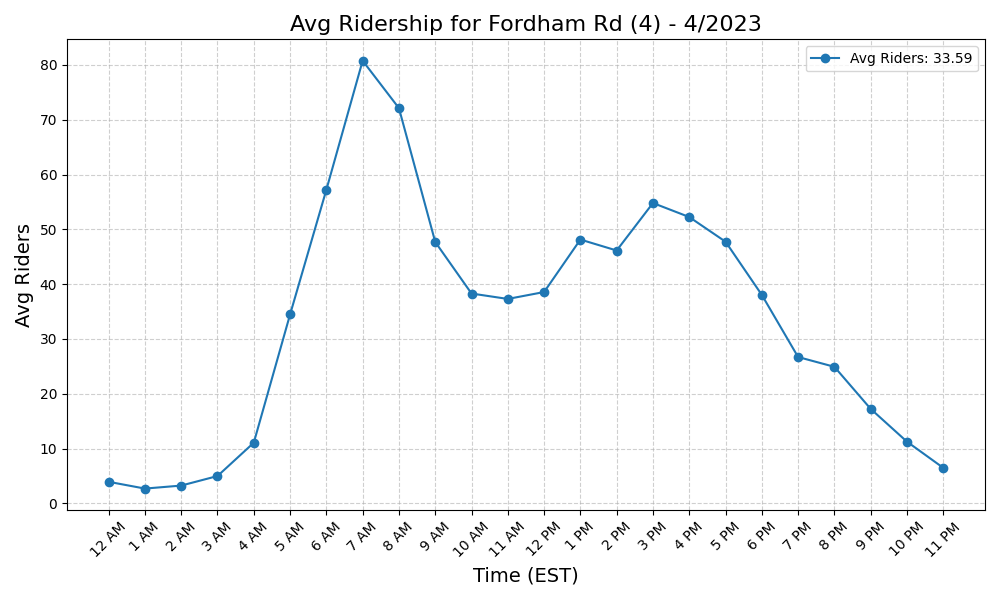 Avg Ridership for Fordham Rd (4) - 4/2023
Avg Riders: 33.59
Avg Riders
80
70
60
50
40
30
20
10
0
12 AM
1 AM
2 AM
3 AM
4 AM
5 AM
6 AM
7 AM
8 AM
9 AM
10 AM
11 AM
12 PM
1 PM
2 PM
3 PM
4 PM
5 PM
6 PM
7 PM
8 PM
9 PM
10 PM
11 PM
Time (EST)